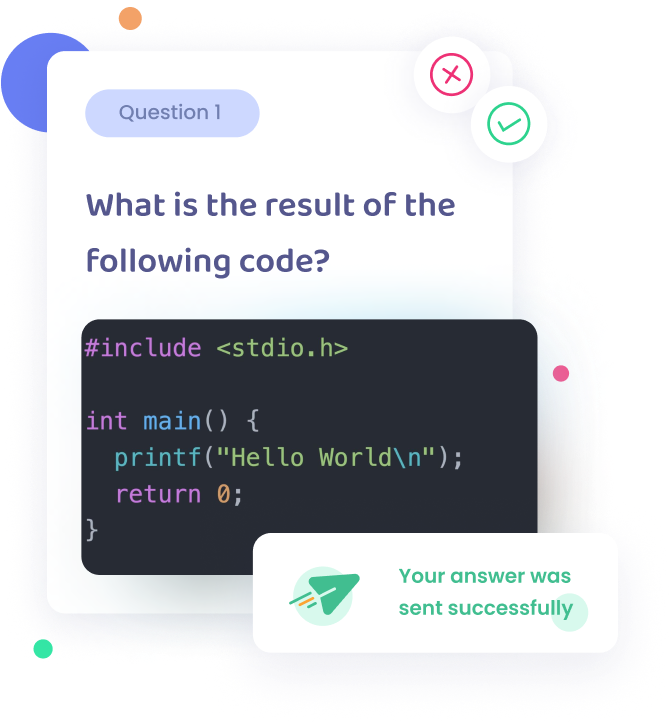 Question 1
What is the result of the
following code?
#include <stdio.h>
int main() {
  printf("Hello World\n");
  return 0;
}
Your answer was
sent successfully